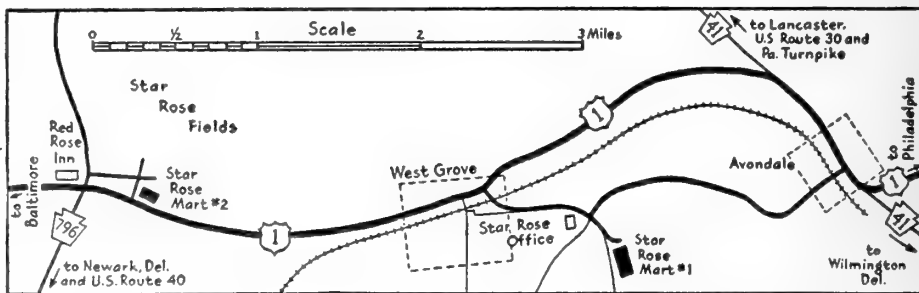 Scale
0 ½ 1 2 3 Miles
41
to Lancaster.
U.S Route 30 and
Pa. Turnpike
Star
Rose
Fields
1
Red
Rose
Inn
Star
Rose
Mart #2
West Grove
Avondale
to
Philadelphia
to
Baltimore
796
1
Star Rose
Office
Star
Rose
Mart #1
1
41
to Newark, Del.
and U.S. Route 40
to
Wilmington
Del.